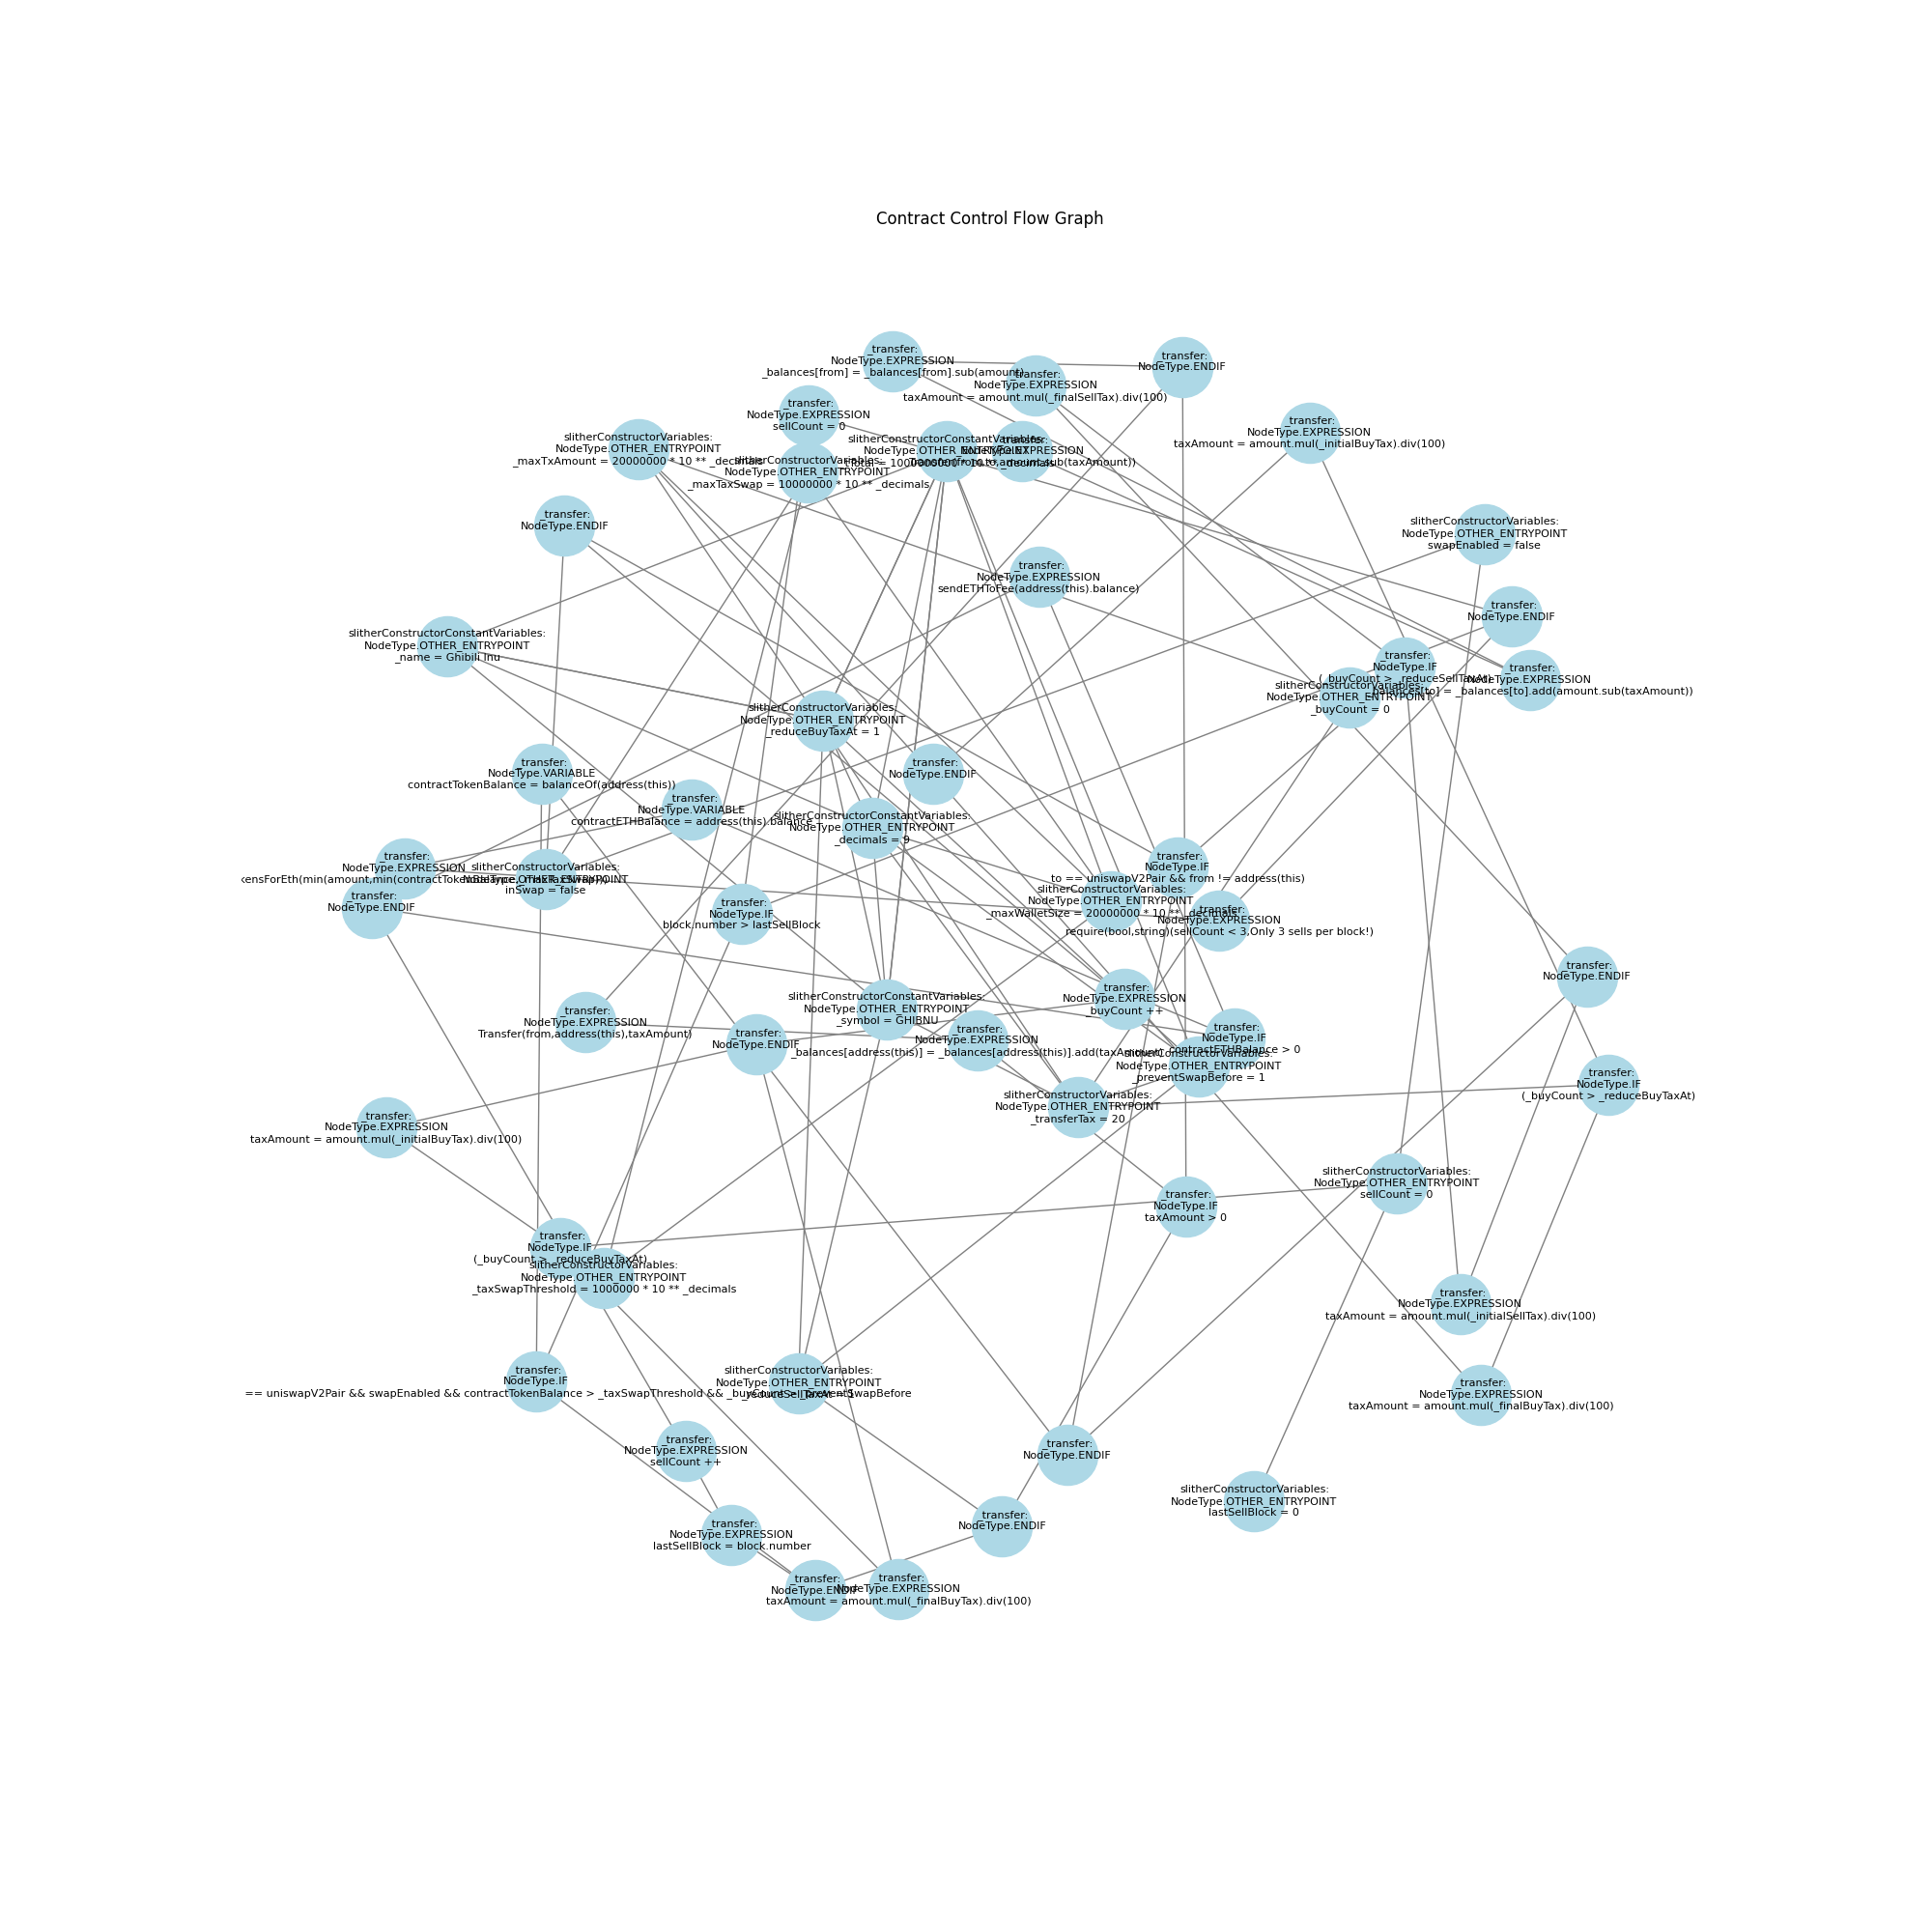 Contract Control Flow Graph
_transfer:
NodeType.EXPRESSION
_balances[from] = _balances[from].sub(amount)
_transfer:
NodeType.ENDIF
_transfer:
NodeType.EXPRESSION
taxAmount = amount.mul(_finalSellTax).div(100)
_transfer:
NodeType.EXPRESSION
sellCount = 0
_transfer:
NodeType.EXPRESSION
taxAmount = amount.mul(_initialBuyTax).div(100)
slitherConstructorVariables:
NodeType.OTHER_ENTRYPOINT
_maxTxAmount = 20000000 * 10 ** _decimals
slitherConstructorConstantVariables:
slitherConstructorVariables:
NodeType.OTHER_ENTRYPOINT
_maxTaxSwap = 10000000 * 10 ** _decimals
_transfer:
NodeType.ENDIF
slitherConstructorVariables:
NodeType.OTHER_ENTRYPOINT
swapEnabled = false
_transfer:
NodeType.EXPRESSION
sendETHToFee(address(this).balance)
_transfer:
NodeType.ENDIF
slitherConstructorConstantVariables:
NodeType.OTHER_ENTRYPOINT
_name = Ghibili Inu
_transfer:
NodeType.IF
(_buyCount > _reduceSellTaxAt)
_transfer:
NodeType.EXPRESSION
_balances[to] = _balances[to].add(amount.sub(taxAmount))
slitherConstructorVariables:
NodeType.OTHER_ENTRYPOINT
_buyCount = 0
slitherConstructorVariables:
NodeType.OTHER_ENTRYPOINT
_reduceBuyTaxAt = 1
_transfer:
NodeType.VARIABLE
contractTokenBalance = balanceOf(address(this))
_transfer:
NodeType.ENDIF
_transfer:
NodeType.VARIABLE
contractETHBalance = address(this).balance
slitherConstructorConstantVariables:
NodeType.OTHER_ENTRYPOINT
_decimals = 9
_transfer:
NodeType.EXPRESSION
slitherConstructorVariables:
NodeType.OTHER_ENTRYPOINT
inSwap = false
_transfer:
NodeType.IF
to == uniswapV2Pair && from != address(this)
slitherConstructorVariables:
NodeType.OTHER_ENTRYPOINT
_maxWalletSize = 20000000 * 10 ** _decimals
_transfer:
NodeType.ENDIF
_transfer:
NodeType.IF
block.number > lastSellBlock
_transfer:
NodeType.EXPRESSION
require(bool,string)(sellCount < 3,Only 3 sells per block!)
_transfer:
NodeType.ENDIF
_transfer:
NodeType.EXPRESSION
_buyCount ++
slitherConstructorConstantVariables:
NodeType.OTHER_ENTRYPOINT
_symbol = GHIBNU
_transfer:
NodeType.EXPRESSION
Transfer(from,address(this),taxAmount)
_transfer:
NodeType.ENDIF
_transfer:
NodeType.EXPRESSION
_balances[address(this)] = _balances[address(this)].add(taxAmount)
_transfer:
NodeType.IF
contractETHBalance > 0
slitherConstructorVariables:
NodeType.OTHER_ENTRYPOINT
_preventSwapBefore = 1
_transfer:
NodeType.IF
(_buyCount > _reduceBuyTaxAt)
slitherConstructorVariables:
NodeType.OTHER_ENTRYPOINT
_transferTax = 20
_transfer:
NodeType.EXPRESSION
taxAmount = amount.mul(_initialBuyTax).div(100)
slitherConstructorVariables:
NodeType.OTHER_ENTRYPOINT
sellCount = 0
_transfer:
NodeType.IF
taxAmount > 0
_transfer:
NodeType.IF
(_buyCount > _reduceBuyTaxAt)
slitherConstructorVariables:
NodeType.OTHER_ENTRYPOINT
_taxSwapThreshold = 1000000 * 10 ** _decimals
_transfer:
NodeType.EXPRESSION
taxAmount = amount.mul(_initialSellTax).div(100)
_transfer:
NodeType.IF
== uniswapV2Pair && swapEnabled && contractTokenBalance > _taxSwapThreshold && _buyCount > _preventSwapBefore
slitherConstructorVariables:
NodeType.OTHER_ENTRYPOINT
_reduceSellTaxAt = 1
_transfer:
NodeType.EXPRESSION
taxAmount = amount.mul(_finalBuyTax).div(100)
_transfer:
NodeType.EXPRESSION
sellCount ++
_transfer:
NodeType.ENDIF
slitherConstructorVariables:
NodeType.OTHER_ENTRYPOINT
lastSellBlock = 0
_transfer:
NodeType.EXPRESSION
lastSellBlock = block.number
_transfer:
NodeType.ENDIF
_transfer:
NodeType.ENDIF
_transfer:
NodeType.EXPRESSION
taxAmount = amount.mul(_finalBuyTax).div(100)